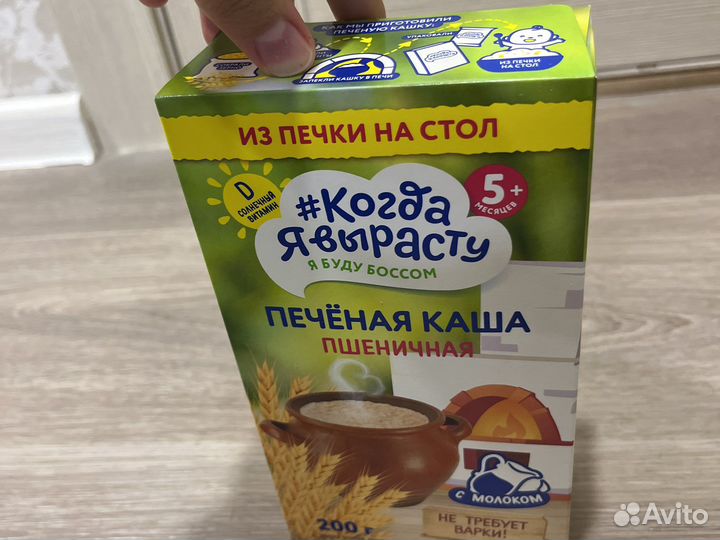 КАК МЫ ПРИГОТОВИЛИ
ПЕЧЕНУЮ КАШКУ:
УПАКОВАЛИ
ЗАПЕКЛИ КАШКУ В ПЕЧИ
ИЗ ПЕЧКИ
НА СТОЛ
ИЗ ПЕЧКИ НА СТОЛ
D
СОЛНЕЧНЫЙ
ВИТАМИН
5+
МЕСЯЦЕВ
#Когда
Явырасту
Я БУДУ БОССОМ
ПЕЧЁНАЯ КАША
ПШЕНИЧНАЯ
С МОЛОКОМ
НЕ ТРЕБУЕТ
ВАРКИ!
200 г
Avito